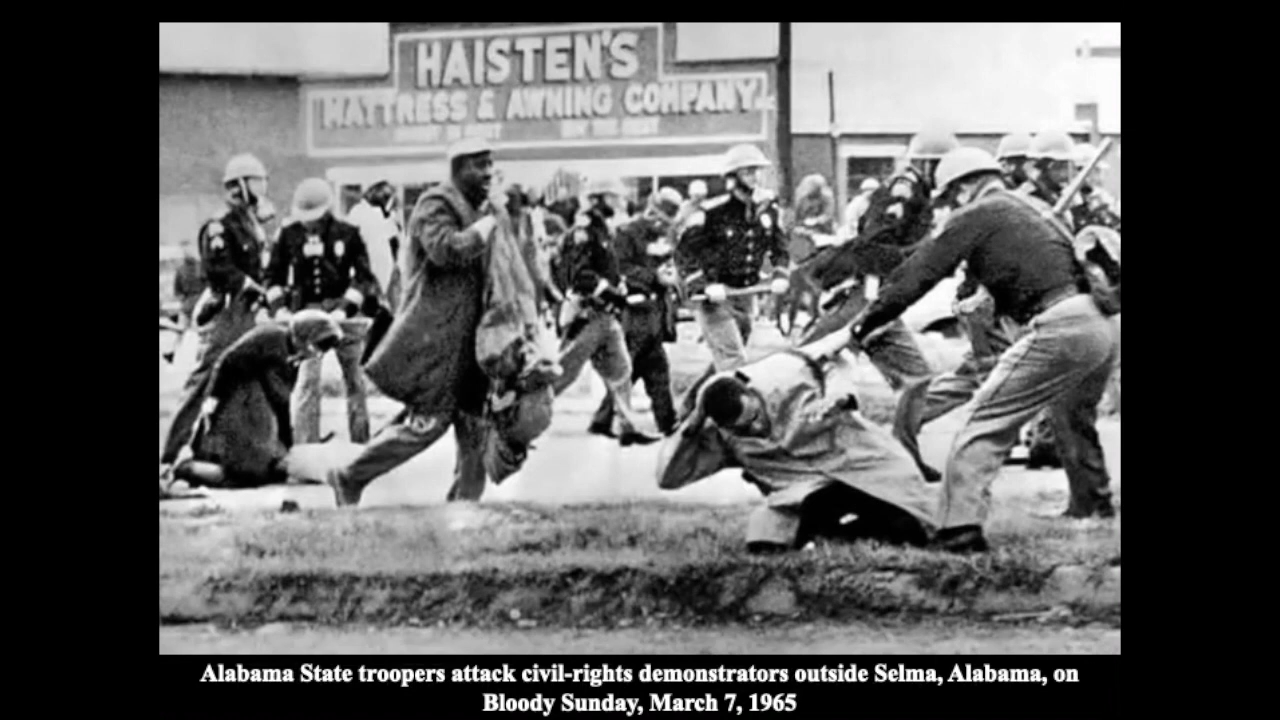 HAISTEN'S
MATTRESS & AWNING COMPANY
Alabama State troopers attack civil-rights demonstrators outside Selma, Alabama, on
Bloody Sunday, March 7, 1965